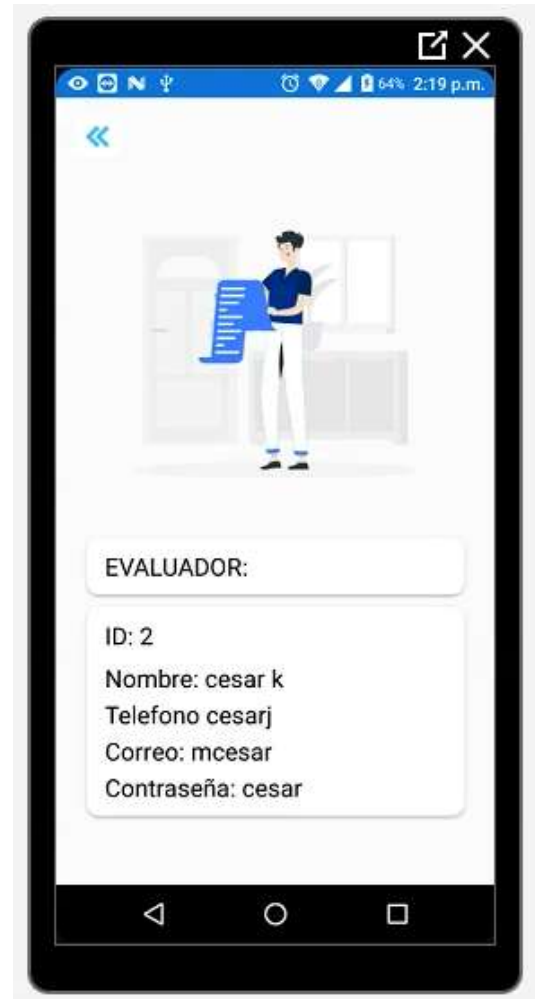 64% 2:19 p.m.
EVALUADOR:
ID: 2
Nombre: cesar k
Telefono cesarj
Correo: mcesar
Contraseña: cesar